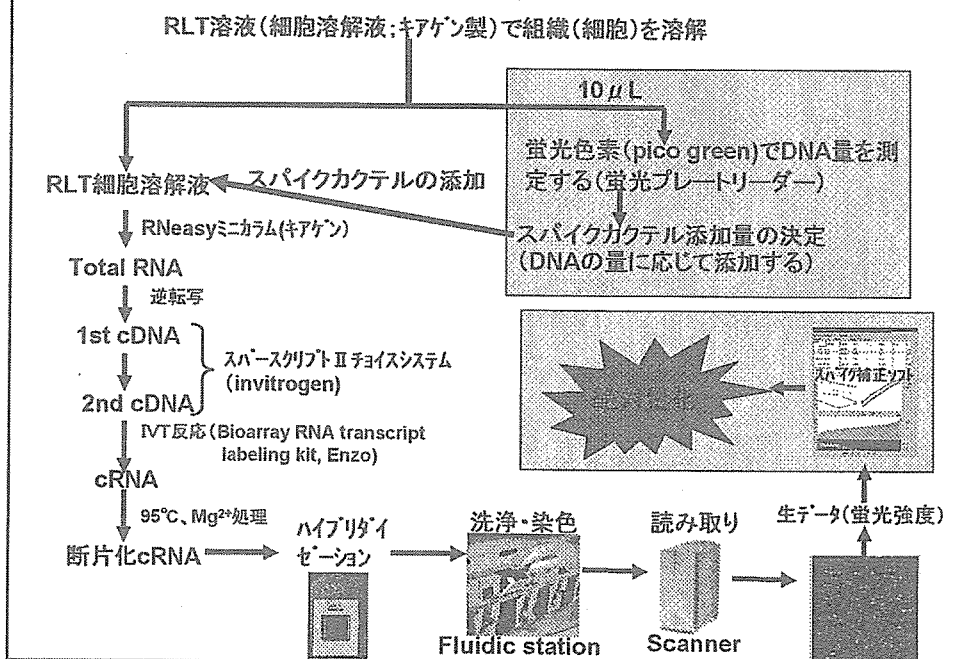 RLT溶液(細胞溶解液;キアゲン製)で組織(細胞)を溶解
10μL
蛍光色素(pico green)でDNA量を測
定する(蛍光プレートリーダー)
スパイクカクテルの添加
RLT細胞溶解液
スパイクカクテル添加量の決定
(DNAの量に応じて添加する)
RNeasyミニカラム(キアゲン)
Total RNA
逆転写
1st cDNA
スパースクリプトⅡチョイスシステム
(invitrogen)
2nd cDNA
スパイク補正ソフト
IVT反応(Bioarray RNA transcript
labeling kit, Enzo)
cRNA
95℃、Mg²⁺処理
断片化cRNA
ハイブリダイ
ゼーション
洗浄・染色
Fluidic station
読み取り
Scanner
生データ(蛍光強度)